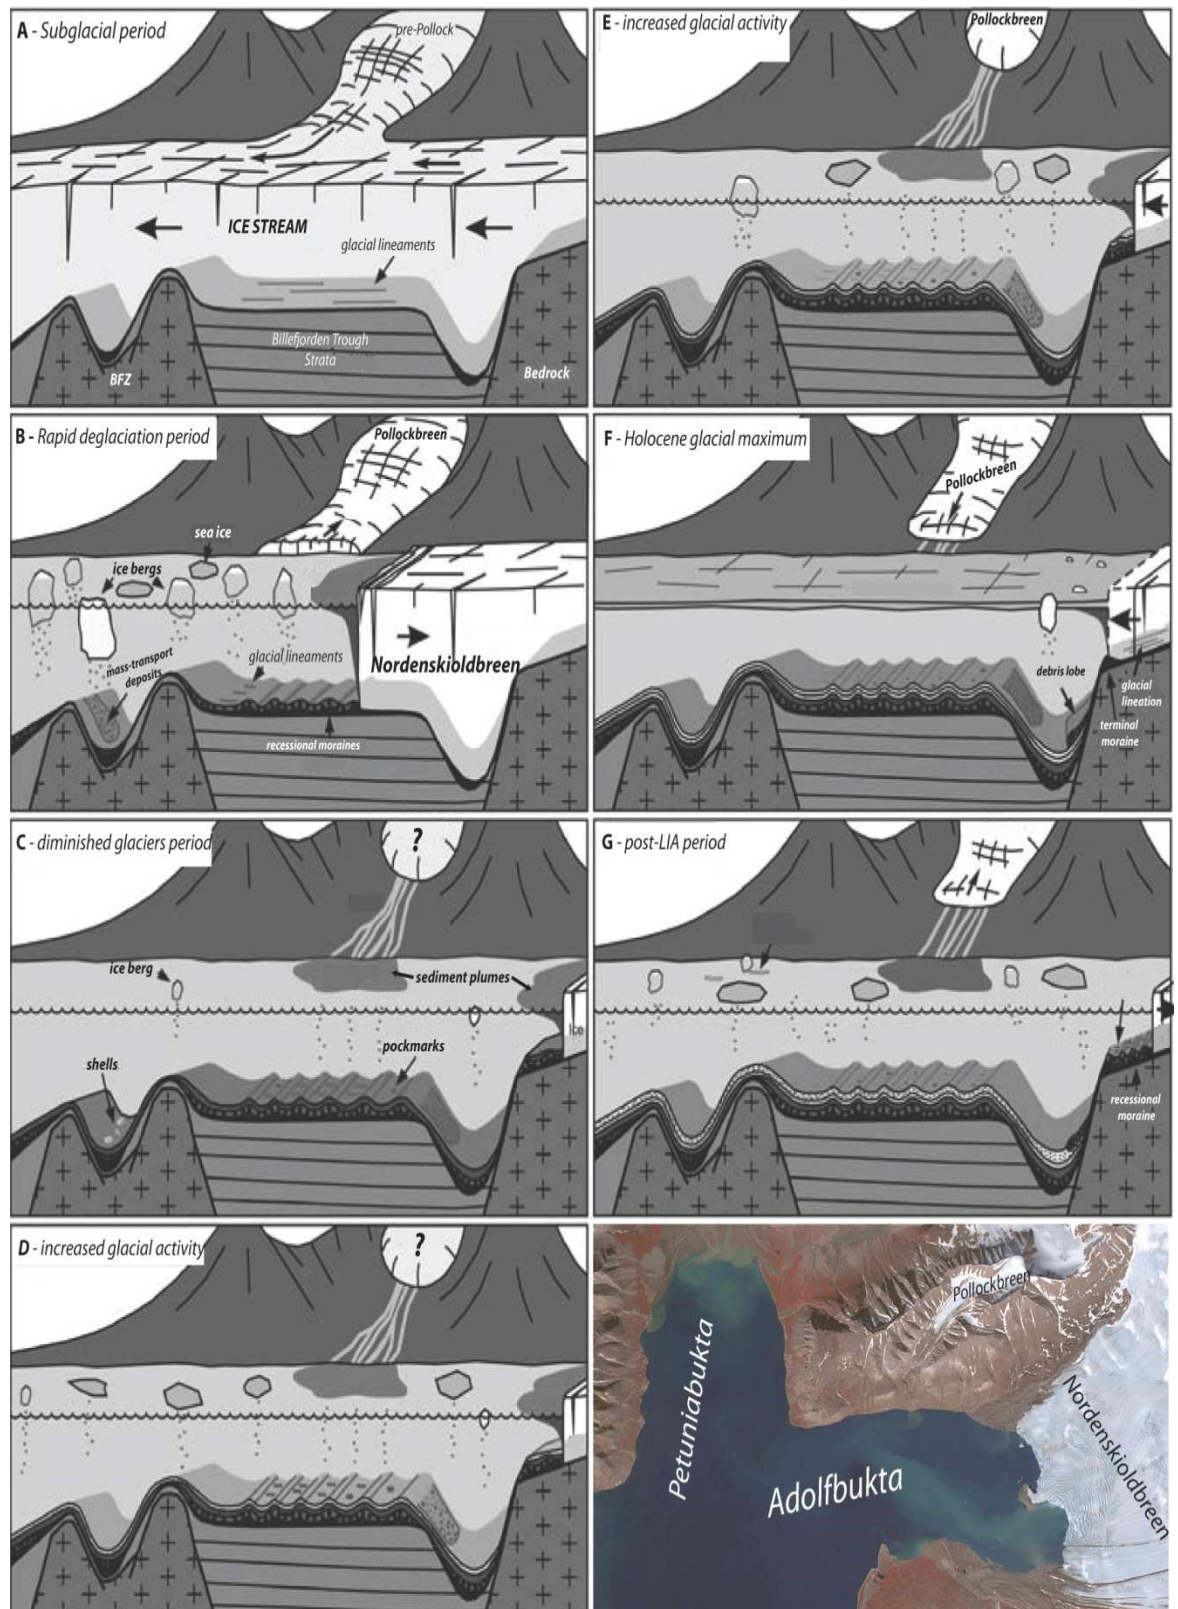 A - Subglacial period
pre-Pollock
ICE STREAM
glacial lineaments
Billefjorden Trough
Strata
BFZ
Bedrock
B - Rapid deglaciation period
Pollockbreen
sea ice
ice bergs
mass-transport
deposits
glacial lineaments
Nordenskioldbreen
recessional moraines
C - diminished glaciers period
?
ice berg
sediment plumes
Ice
shells
pockmarks
D - increased glacial activity
?
E - increased glacial activity
Pollockbreen
F - Holocene glacial maximum
Pollockbreen
debris lobe
glacial
lineation
terminal
moraine
G - post-LIA period
recessional
moraine
Pollockbreen
Petuniabukta
Adolfbukta
Nordenskioldbreen